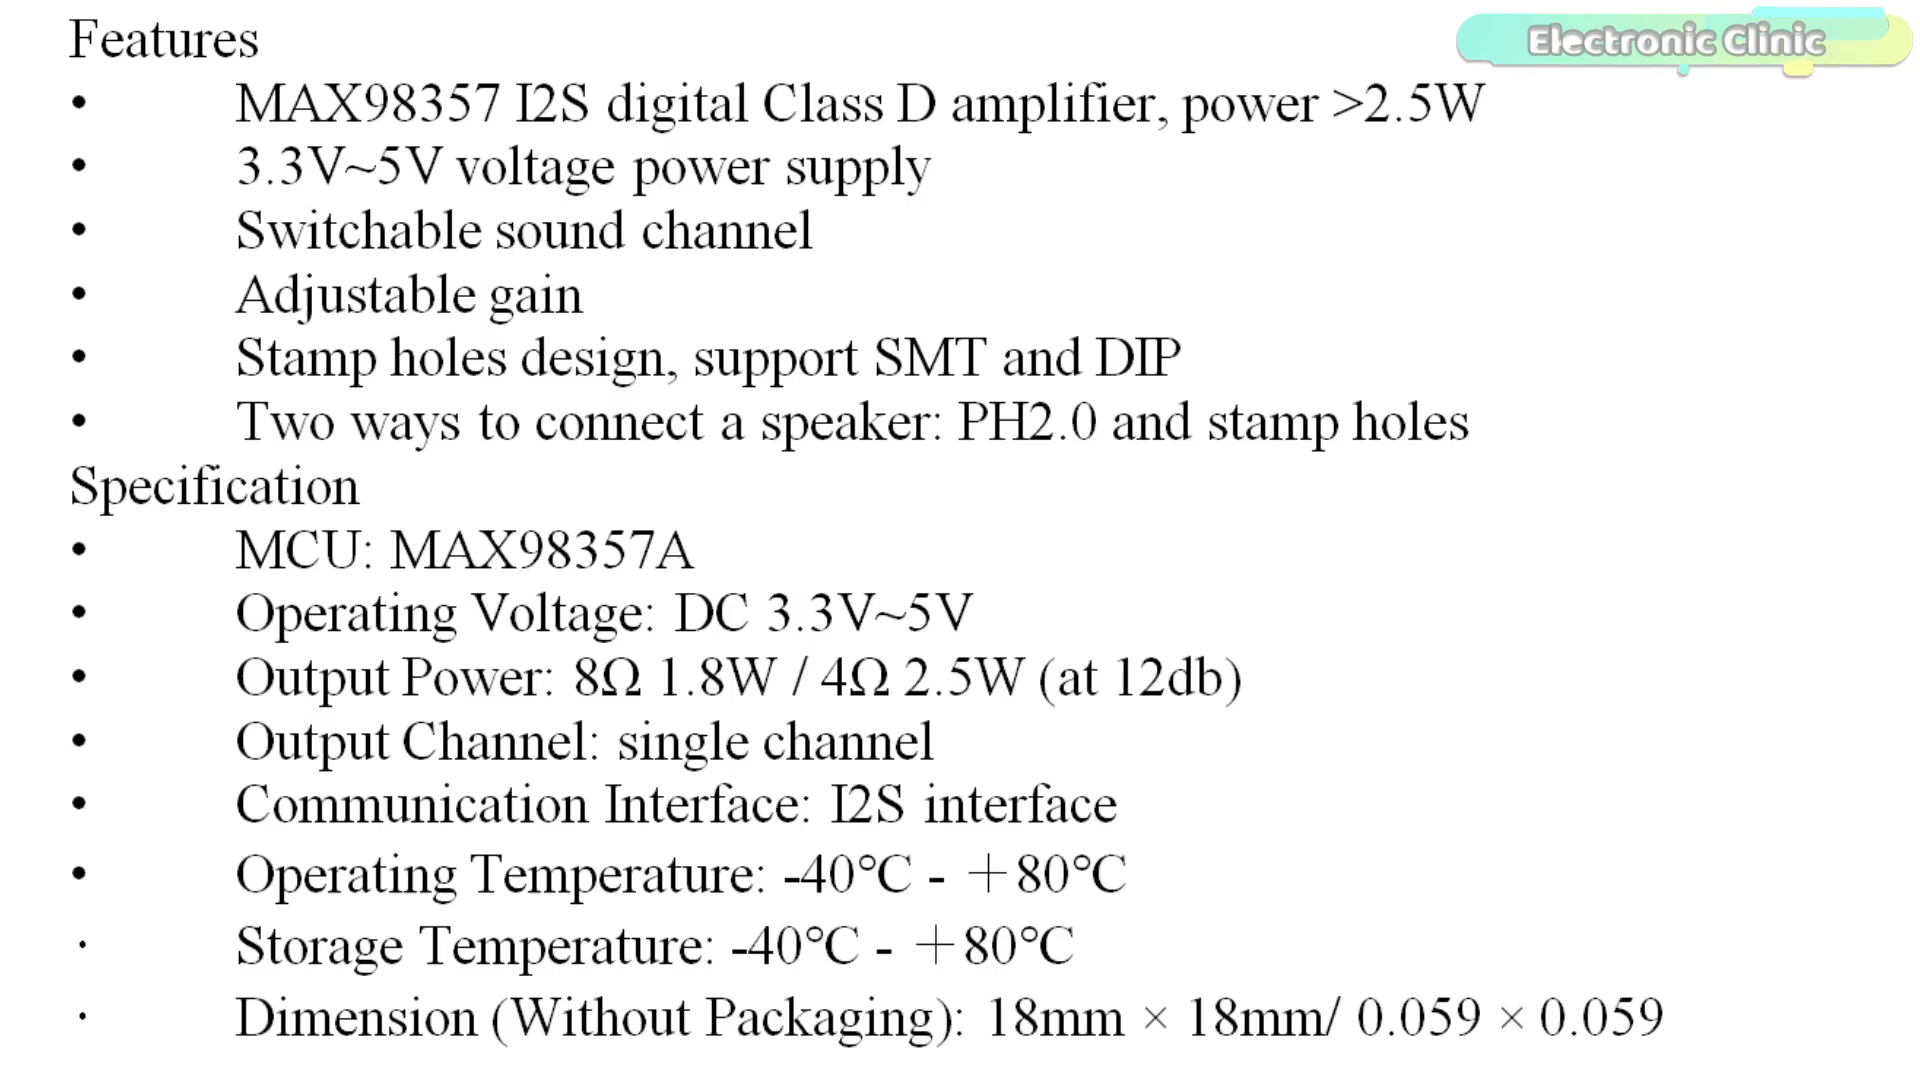 Features
Electronic Clinic
• MAX98357 I2S digital Class D amplifier, power >2.5W
• 3.3V~5V voltage power supply
• Switchable sound channel
• Adjustable gain
• Stamp holes design, support SMT and DIP
• Two ways to connect a speaker: PH2.0 and stamp holes
Specification
• MCU: MAX98357A
• Operating Voltage: DC 3.3V~5V
• Output Power: 8Ω 1.8W / 4Ω 2.5W (at 12db)
• Output Channel: single channel
• Communication Interface: I2S interface
• Operating Temperature: -40℃ - ＋80℃
· Storage Temperature: -40℃ - ＋80℃
· Dimension (Without Packaging): 18mm × 18mm/ 0.059 × 0.059